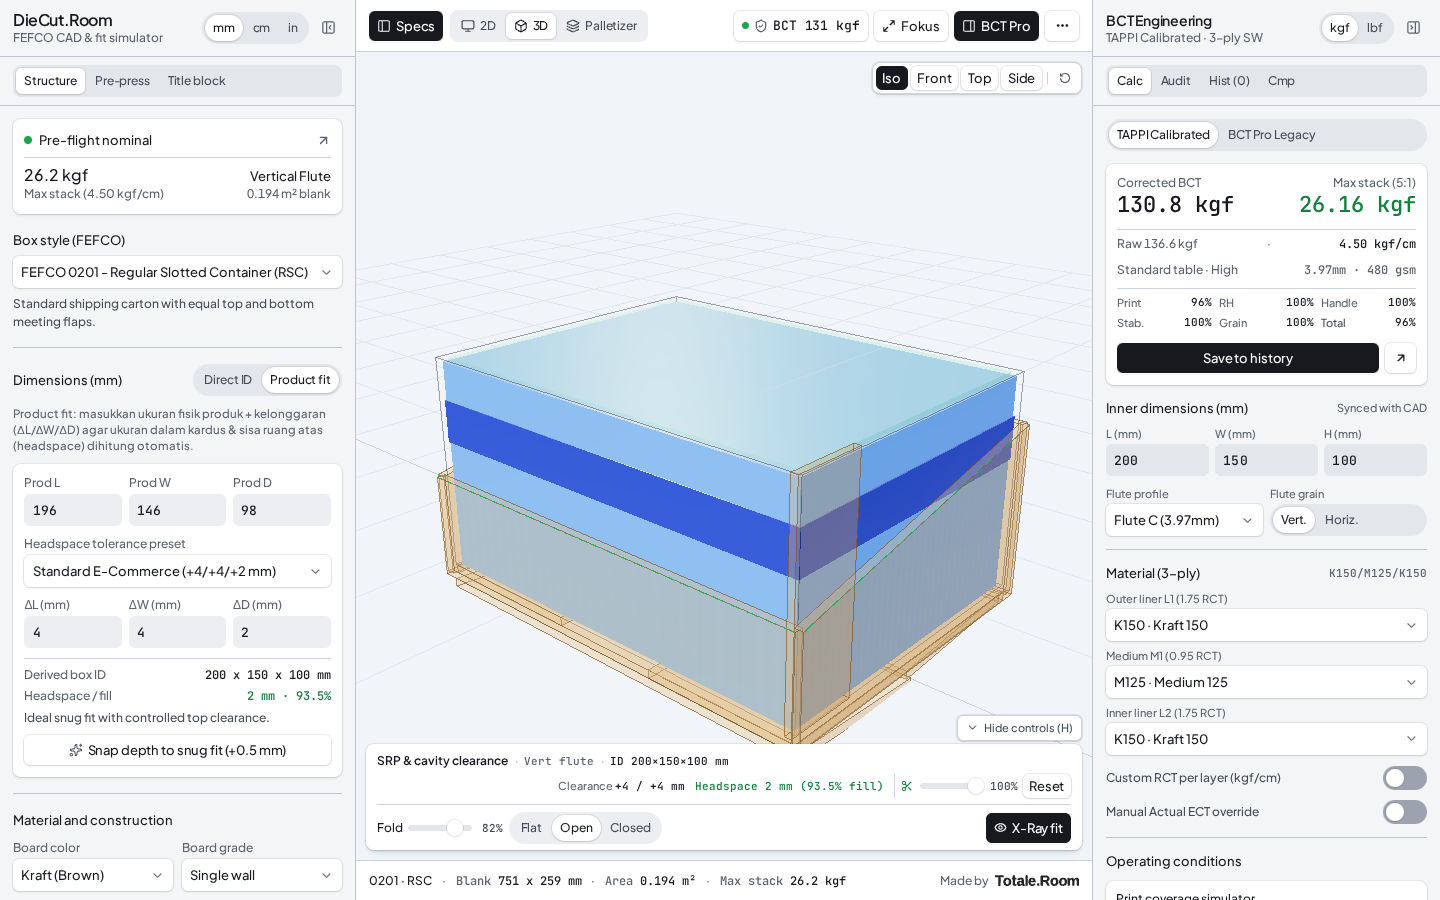 DieCut.Room
FEFCO CAD & fit simulator
mm cm in
Structure Pre-press Title block
Pre-flight nominal
26.2 kgf Vertical Flute
Max stack (4.50 kgf/cm) 0.194 m² blank
Box style (FEFCO)
FEFCO 0201 - Regular Slotted Container (RSC)
Standard shipping carton with equal top and bottom
meeting flaps.
Dimensions (mm) Direct ID Product fit
Product fit: masukkan ukuran fisik produk + kelonggaran
(ΔL/ΔW/ΔD) agar ukuran dalam kardus & sisa ruang atas
(headspace) dihitung otomatis.
Prod L Prod W Prod D
196 146 98
Headspace tolerance preset
Standard E-Commerce (+4/+4/+2 mm)
ΔL (mm) ΔW (mm) ΔD (mm)
4 4 2
Derived box ID 200 x 150 x 100 mm
Headspace / fill 2 mm · 93.5%
Ideal snug fit with controlled top clearance.
Snap depth to snug fit (+0.5 mm)
Material and construction
Board color Board grade
Kraft (Brown) Single wall
Specs 2D 3D Palletizer BCT 131 kgf Fokus BCT Pro
Iso Front Top Side
Hide controls (H)
SRP & cavity clearance · Vert flute · ID 200×150×100 mm
Clearance +4 / +4 mm Headspace 2 mm (93.5% fill) 100% Reset
Fold 82% Flat Open Closed X-Ray fit
0201 · RSC · Blank 751 x 259 mm · Area 0.194 m² · Max stack 26.2 kgf Made by Totale.Room
BCT Engineering
TAPPI Calibrated · 3-ply SW
kgf lbf
Calc Audit Hist (0) Cmp
TAPPI Calibrated BCT Pro Legacy
Corrected BCT Max stack (5:1)
130.8 kgf 26.16 kgf
Raw 136.6 kgf · 4.50 kgf/cm
Standard table · High 3.97mm · 480 gsm
Print 96% RH 100% Handle 100%
Stab. 100% Grain 100% Total 96%
Save to history
Inner dimensions (mm) Synced with CAD
L (mm) W (mm) H (mm)
200 150 100
Flute profile Flute grain
Flute C (3.97mm) Vert. Horiz.
Material (3-ply) K150/M125/K150
Outer liner L1 (1.75 RCT)
K150 · Kraft 150
Medium M1 (0.95 RCT)
M125 · Medium 125
Inner liner L2 (1.75 RCT)
K150 · Kraft 150
Custom RCT per layer (kgf/cm)
Manual Actual ECT override
Operating conditions
Print coverage simulator